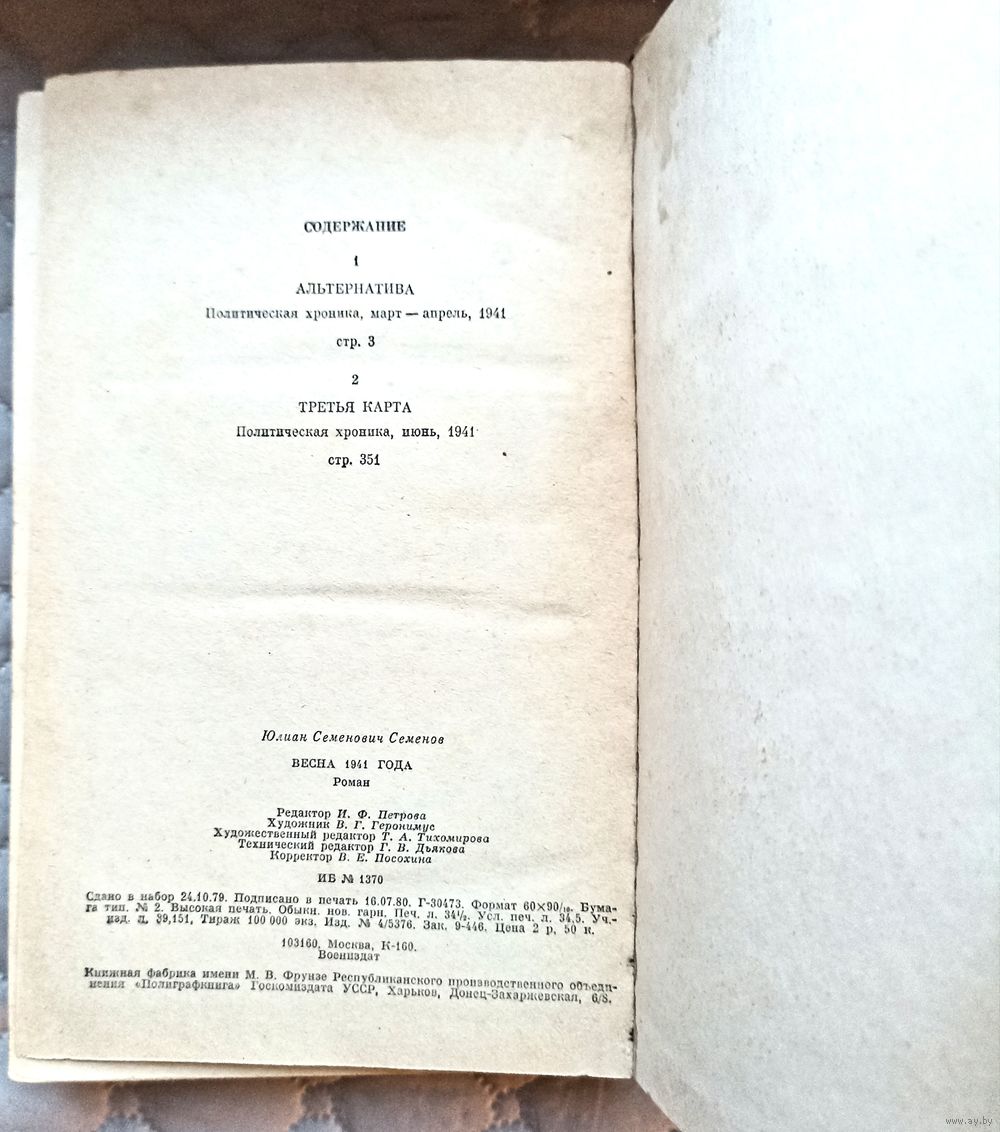 СОДЕРЖАНИЕ
1
АЛЬТЕРНАТИВА
Политическая хроника, март — апрель, 1941
стр. 3
2
ТРЕТЬЯ КАРТА
Политическая хроника, июнь, 1941
стр. 351
Юлиан Семенович Семенов
ВЕСНА 1941 ГОДА
Роман
Редактор И. Ф. Петрова
Художник В. Г. Геронимус
Художественный редактор Т. А. Тихомирова
Технический редактор Г. В. Дьякова
Корректор В. Е. Посохина
ИБ № 1370
Сдано в набор 24.10.79. Подписано в печать 16.07.80. Г-30473. Формат 60×90/16. Бума-
га тип. № 2. Высокая печать. Обыкн. нов. гарн. Печ. л. 34½. Усл. печ. л. 34,5. Уч.-
изд. л. 39,151, Тираж 100 000 экз. Изд. № 4/5376. Зак. 9-446. Цена 2 р. 50 к.
103160, Москва, К-160.
Воениздат
Книжная фабрика имени М. В. Фрунзе Республиканского производственного объеди-
нения «Полиграфкнига» Госкомиздата УССР, Харьков, Донец-Захаржевская, 6/8.
www.ay.by